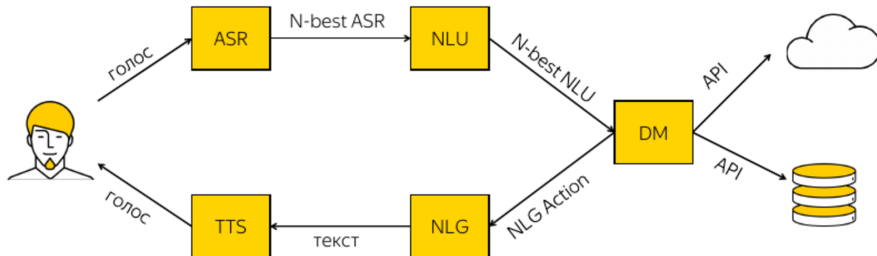 голос
ASR
N-best ASR
NLU
N-best NLU
DM
API
API
NLG Action
NLG
текст
TTS
голос